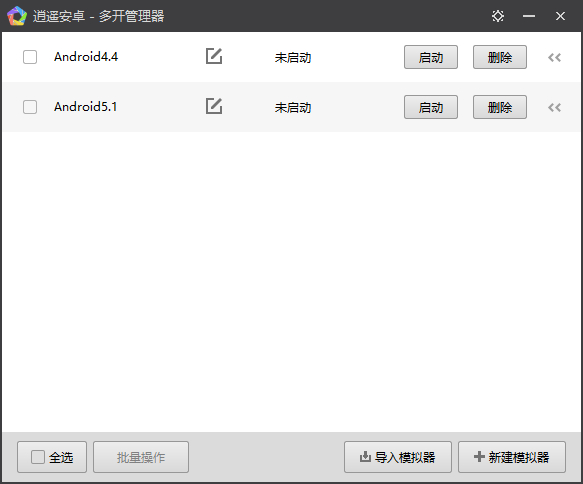 逍遥安卓 - 多开管理器
Android4.4 未启动 启动 删除
Android5.1 未启动 启动 删除
全选 批量操作 导入模拟器 新建模拟器